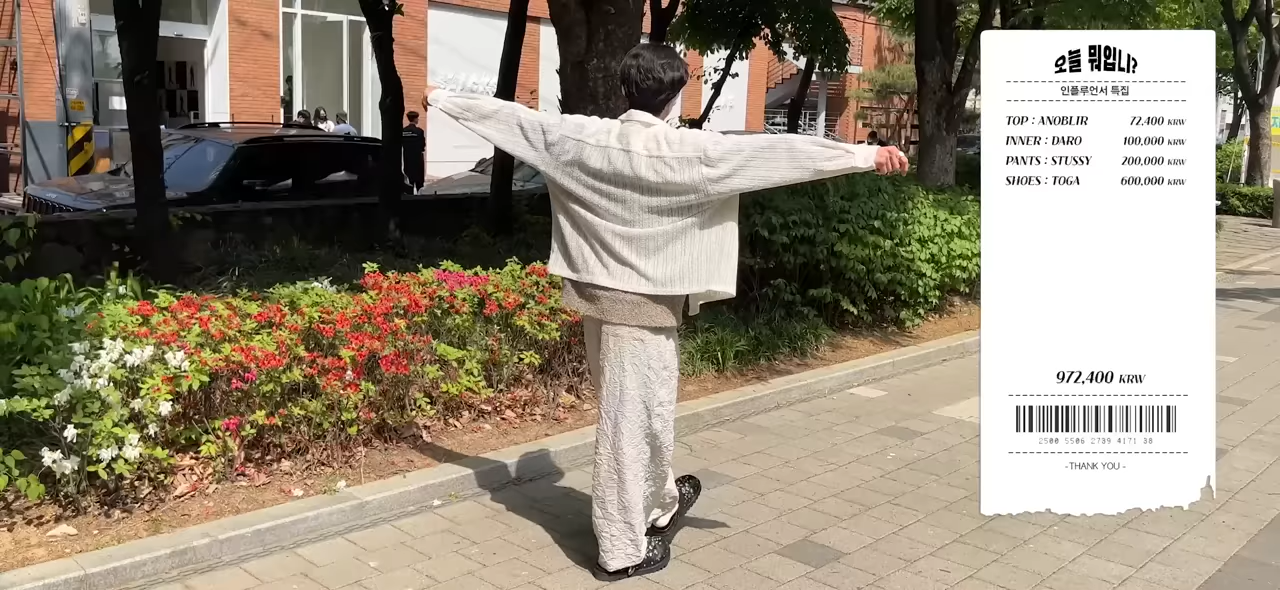 오늘 뭐입니?
인플루언서 특집
TOP : ANOBLIR 72,400 KRW
INNER : DARO 100,000 KRW
PANTS : STUSSY 200,000 KRW
SHOES : TOGA 600,000 KRW
972,400 KRW
2500 5506 2789 4171 38
-THANK YOU -